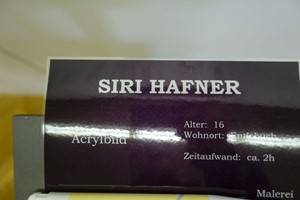 SIRI HAFNER
Alter: 16
Acrylbild
Wohnort:
Zeitaufwand: ca. 2h
Malerei